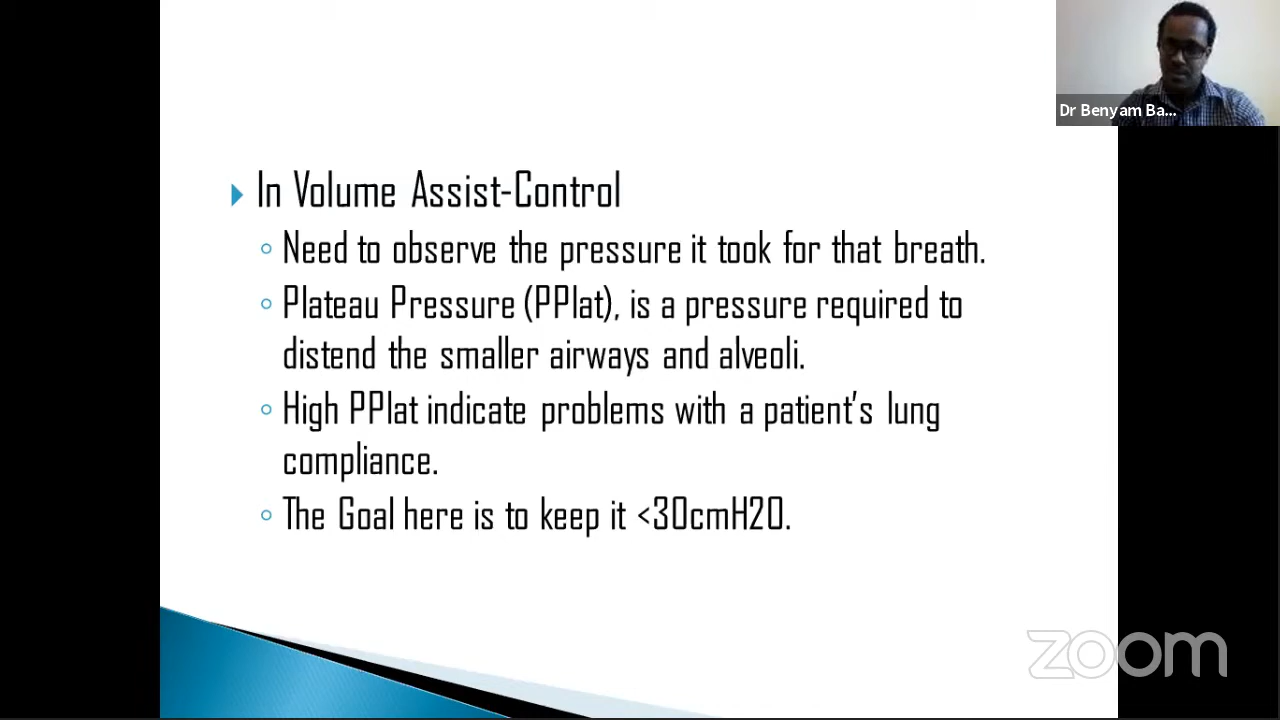 Dr Benyam Ba...
In Volume Assist-Control
Need to observe the pressure it took for that breath.
Plateau Pressure (PPlat), is a pressure required to
distend the smaller airways and alveoli.
High PPlat indicate problems with a patient's lung
compliance.
The Goal here is to keep it <30cmH2O.
zoom